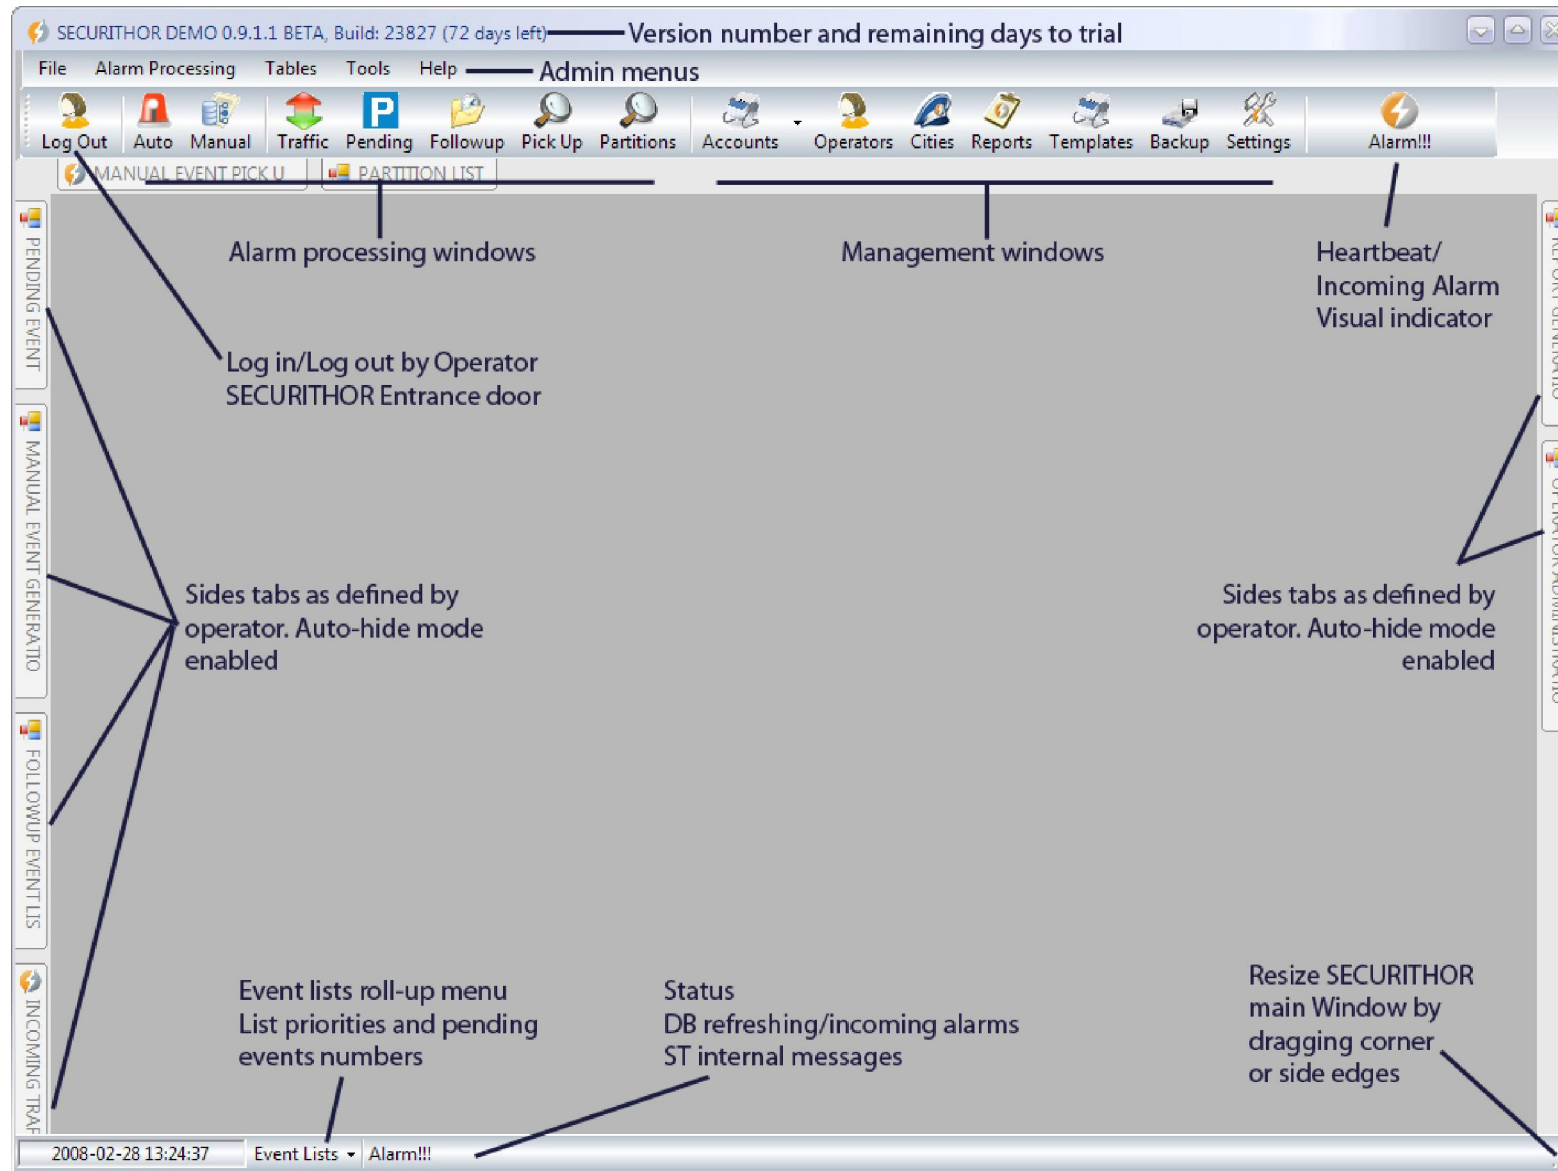 SECURITHOR DEMO 0.9.1.1 BETA, Build: 23827 (72 days left)
Version number and remaining days to trial
File Alarm Processing Tables Tools Help
Admin menus
Log Out Auto Manual Traffic Pending Followup Pick Up Partitions Accounts Operators Cities Reports Templates Backup Settings Alarm!!!
MANUAL EVENT PICK U
PARTITION LIST
Alarm processing windows
Management windows
Heartbeat/
Incoming Alarm
Visual indicator
Log in/Log out by Operator
SECURITHOR Entrance door
PENDING EVENT
MANUAL EVENT GENERATIO
FOLLOWUP EVENT LIS
INCOMING TRAF
REPORT GENERATIO
OPERATOR ADMINISTRATIO
Sides tabs as defined by
operator. Auto-hide mode
enabled
Sides tabs as defined by
operator. Auto-hide mode
enabled
Event lists roll-up menu
List priorities and pending
events numbers
Status
DB refreshing/incoming alarms
ST internal messages
Resize SECURITHOR
main Window by
dragging corner
or side edges
2008-02-28 13:24:37 Event Lists Alarm!!!